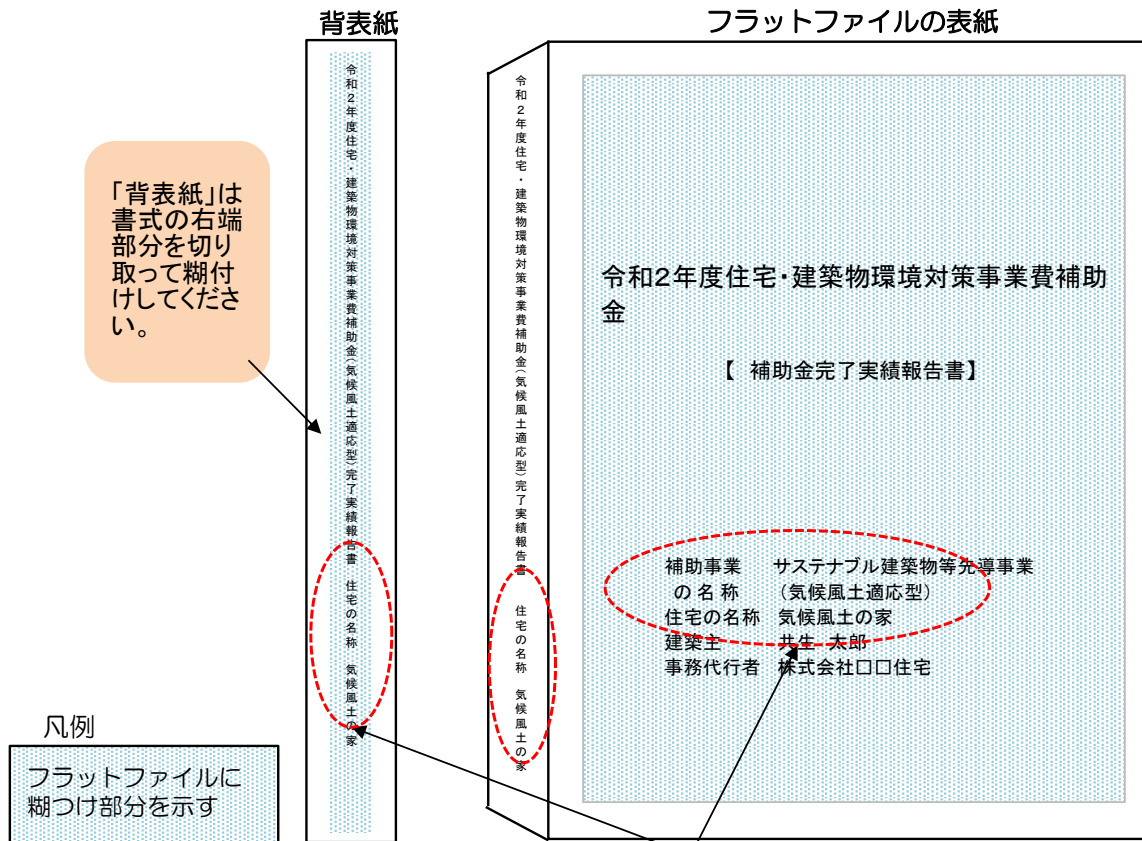 背表紙
フラットファイルの表紙
「背表紙」は
書式の右端
部分を切り
取って糊付
けしてくださ
い。
令和2年度住宅・建築物環境対策事業費補助金(気候風土適応型)完了実績報告書 住宅の名称 気候風土の家
令和2年度住宅・建築物環境対策事業費補助金(気候風土適応型)完了実績報告書 住宅の名称 気候風土の家
令和2年度住宅・建築物環境対策事業費補助
金
【 補助金完了実績報告書】
補助事業 サステナブル建築物等先導事業
の名称 (気候風土適応型)
住宅の名称 気候風土の家
建築主 共生 太郎
事務代行者 株式会社□□住宅
凡例
フラットファイルに
糊つけ部分を示す